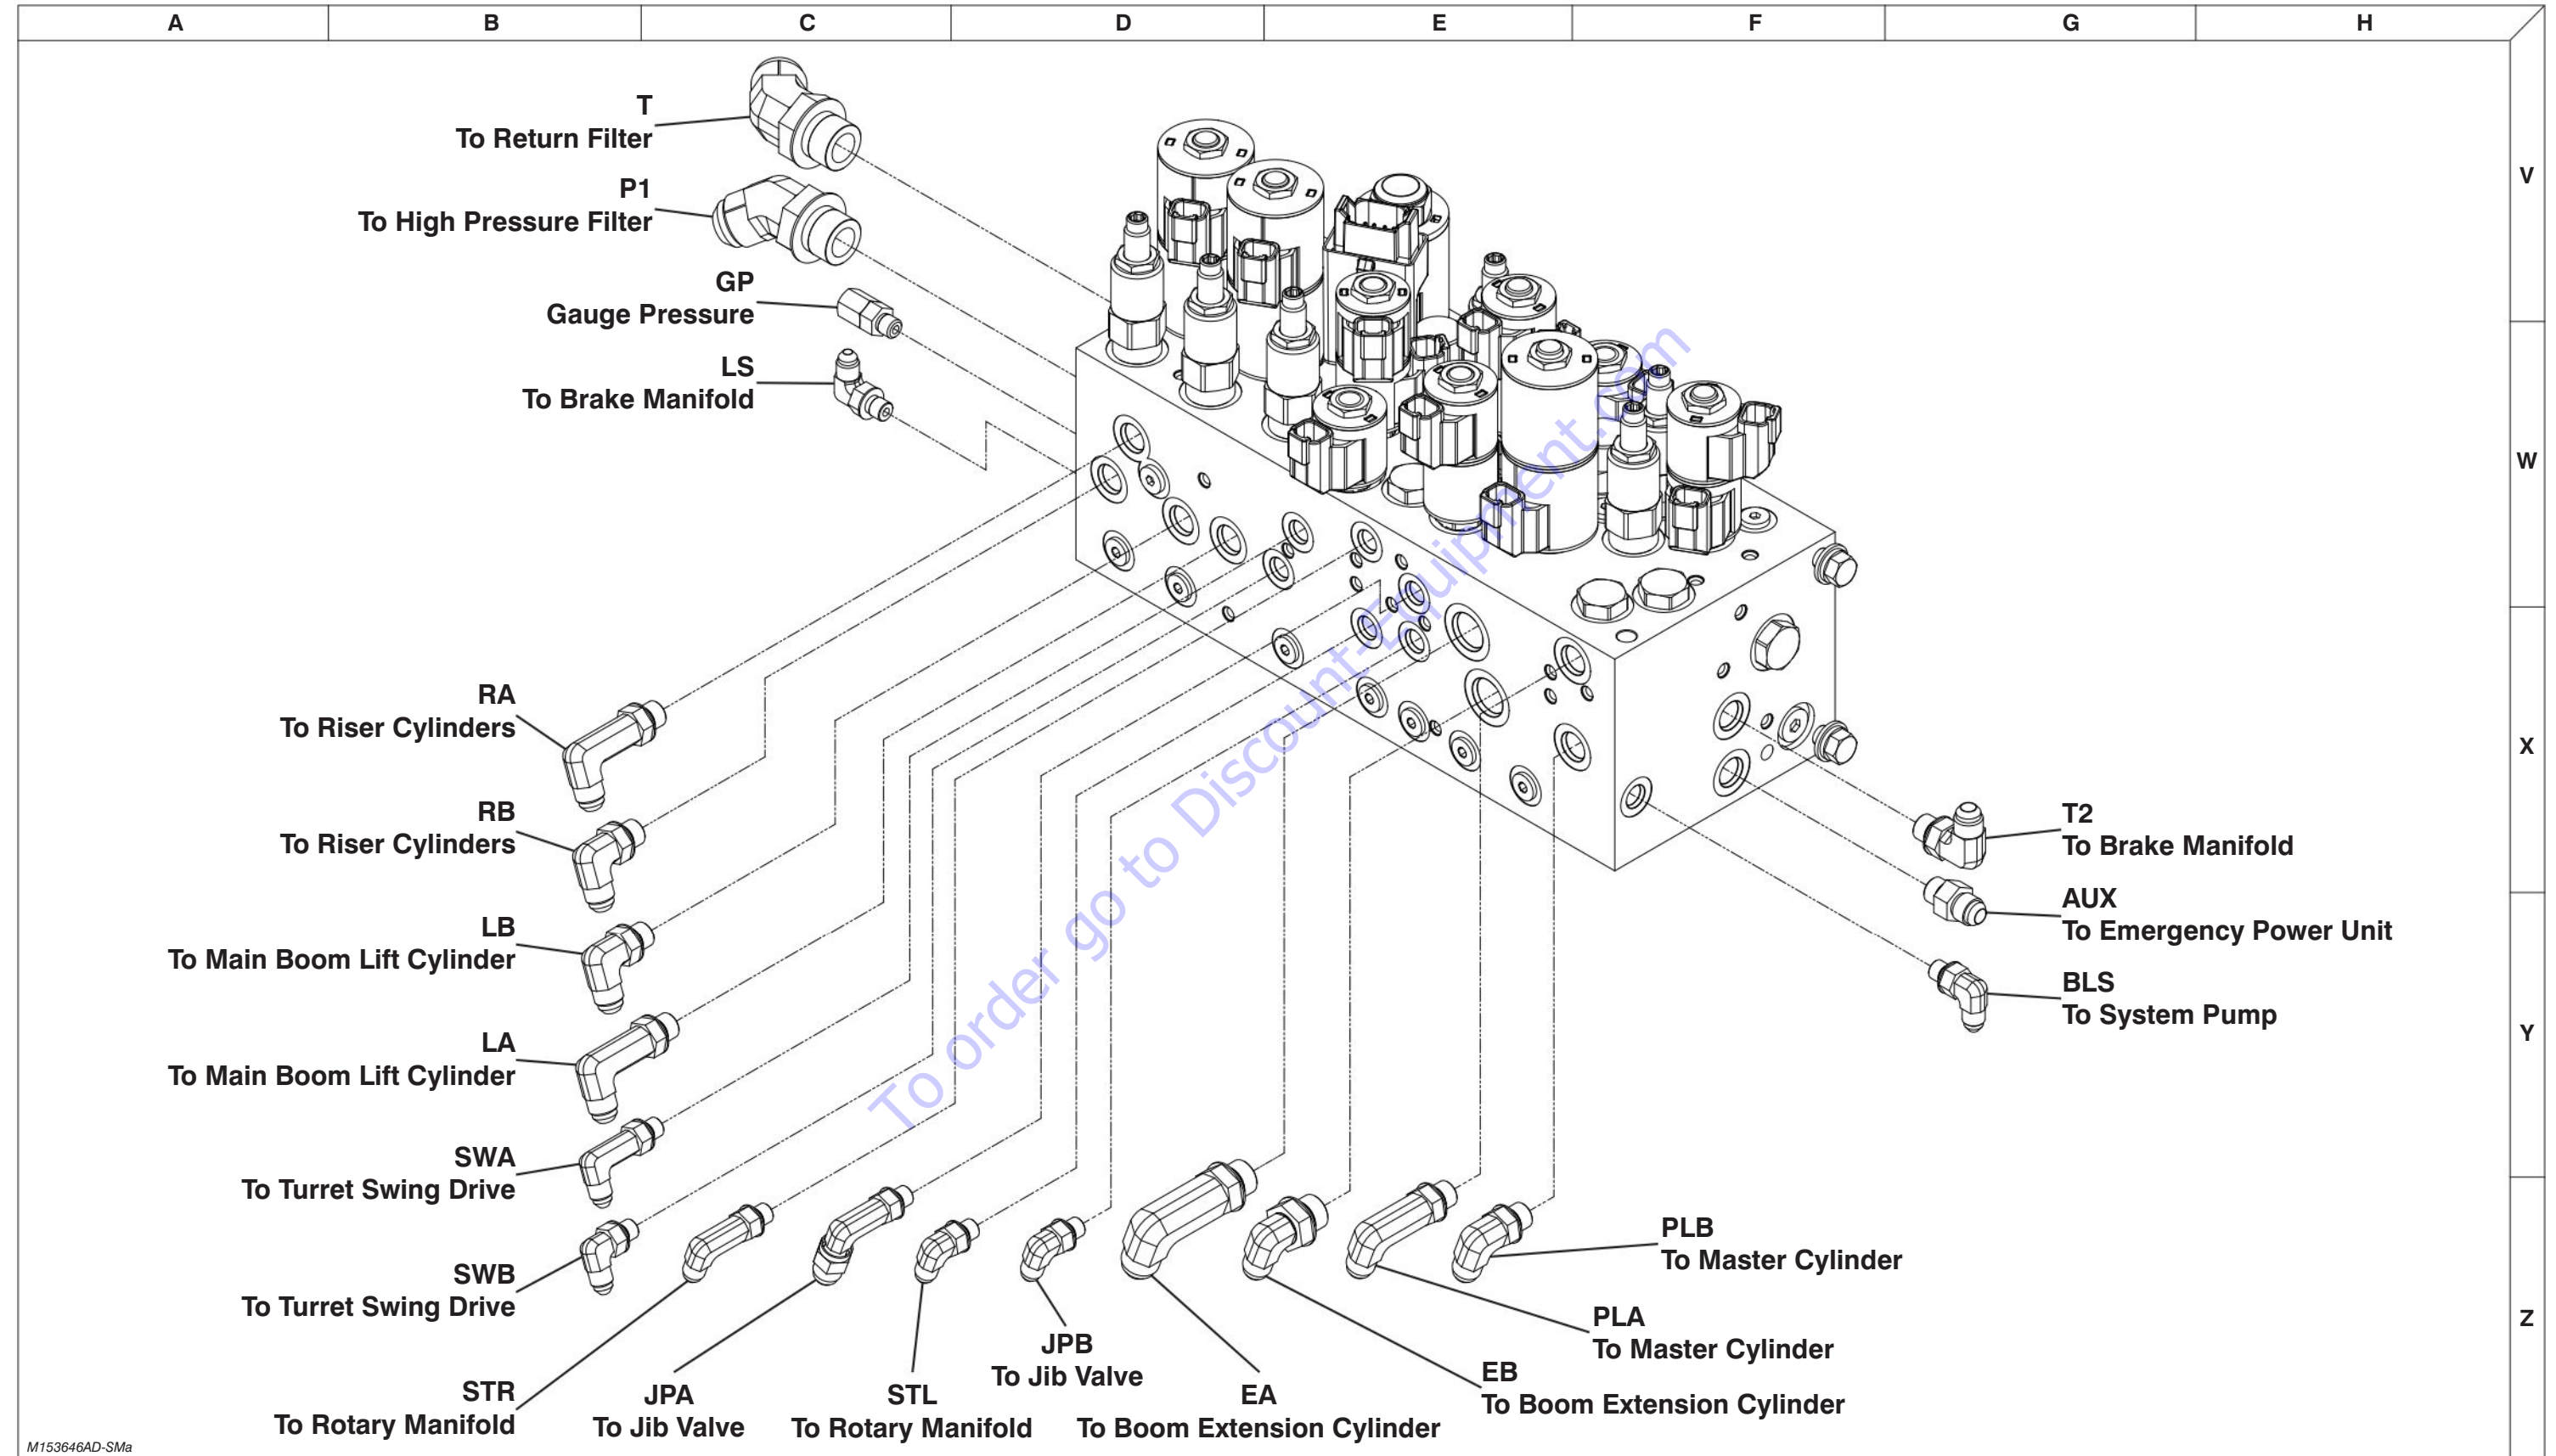 A B C D E F G H
T
To Return Filter
P1
To High Pressure Filter
GP
Gauge Pressure
LS
To Brake Manifold
RA
To Riser Cylinders
RB
To Riser Cylinders
LB
To Main Boom Lift Cylinder
LA
To Main Boom Lift Cylinder
SWA
To Turret Swing Drive
SWB
To Turret Swing Drive
STR
To Rotary Manifold
JPA
To Jib Valve
STL
To Rotary Manifold
JPB
To Jib Valve
EA
To Boom Extension Cylinder
EB
To Boom Extension Cylinder
PLA
To Master Cylinder
PLB
To Master Cylinder
T2
To Brake Manifold
AUX
To Emergency Power Unit
BLS
To System Pump
V
W
X
Y
Z
To order go to Discount-Equipment.com
M153646AD-SMa